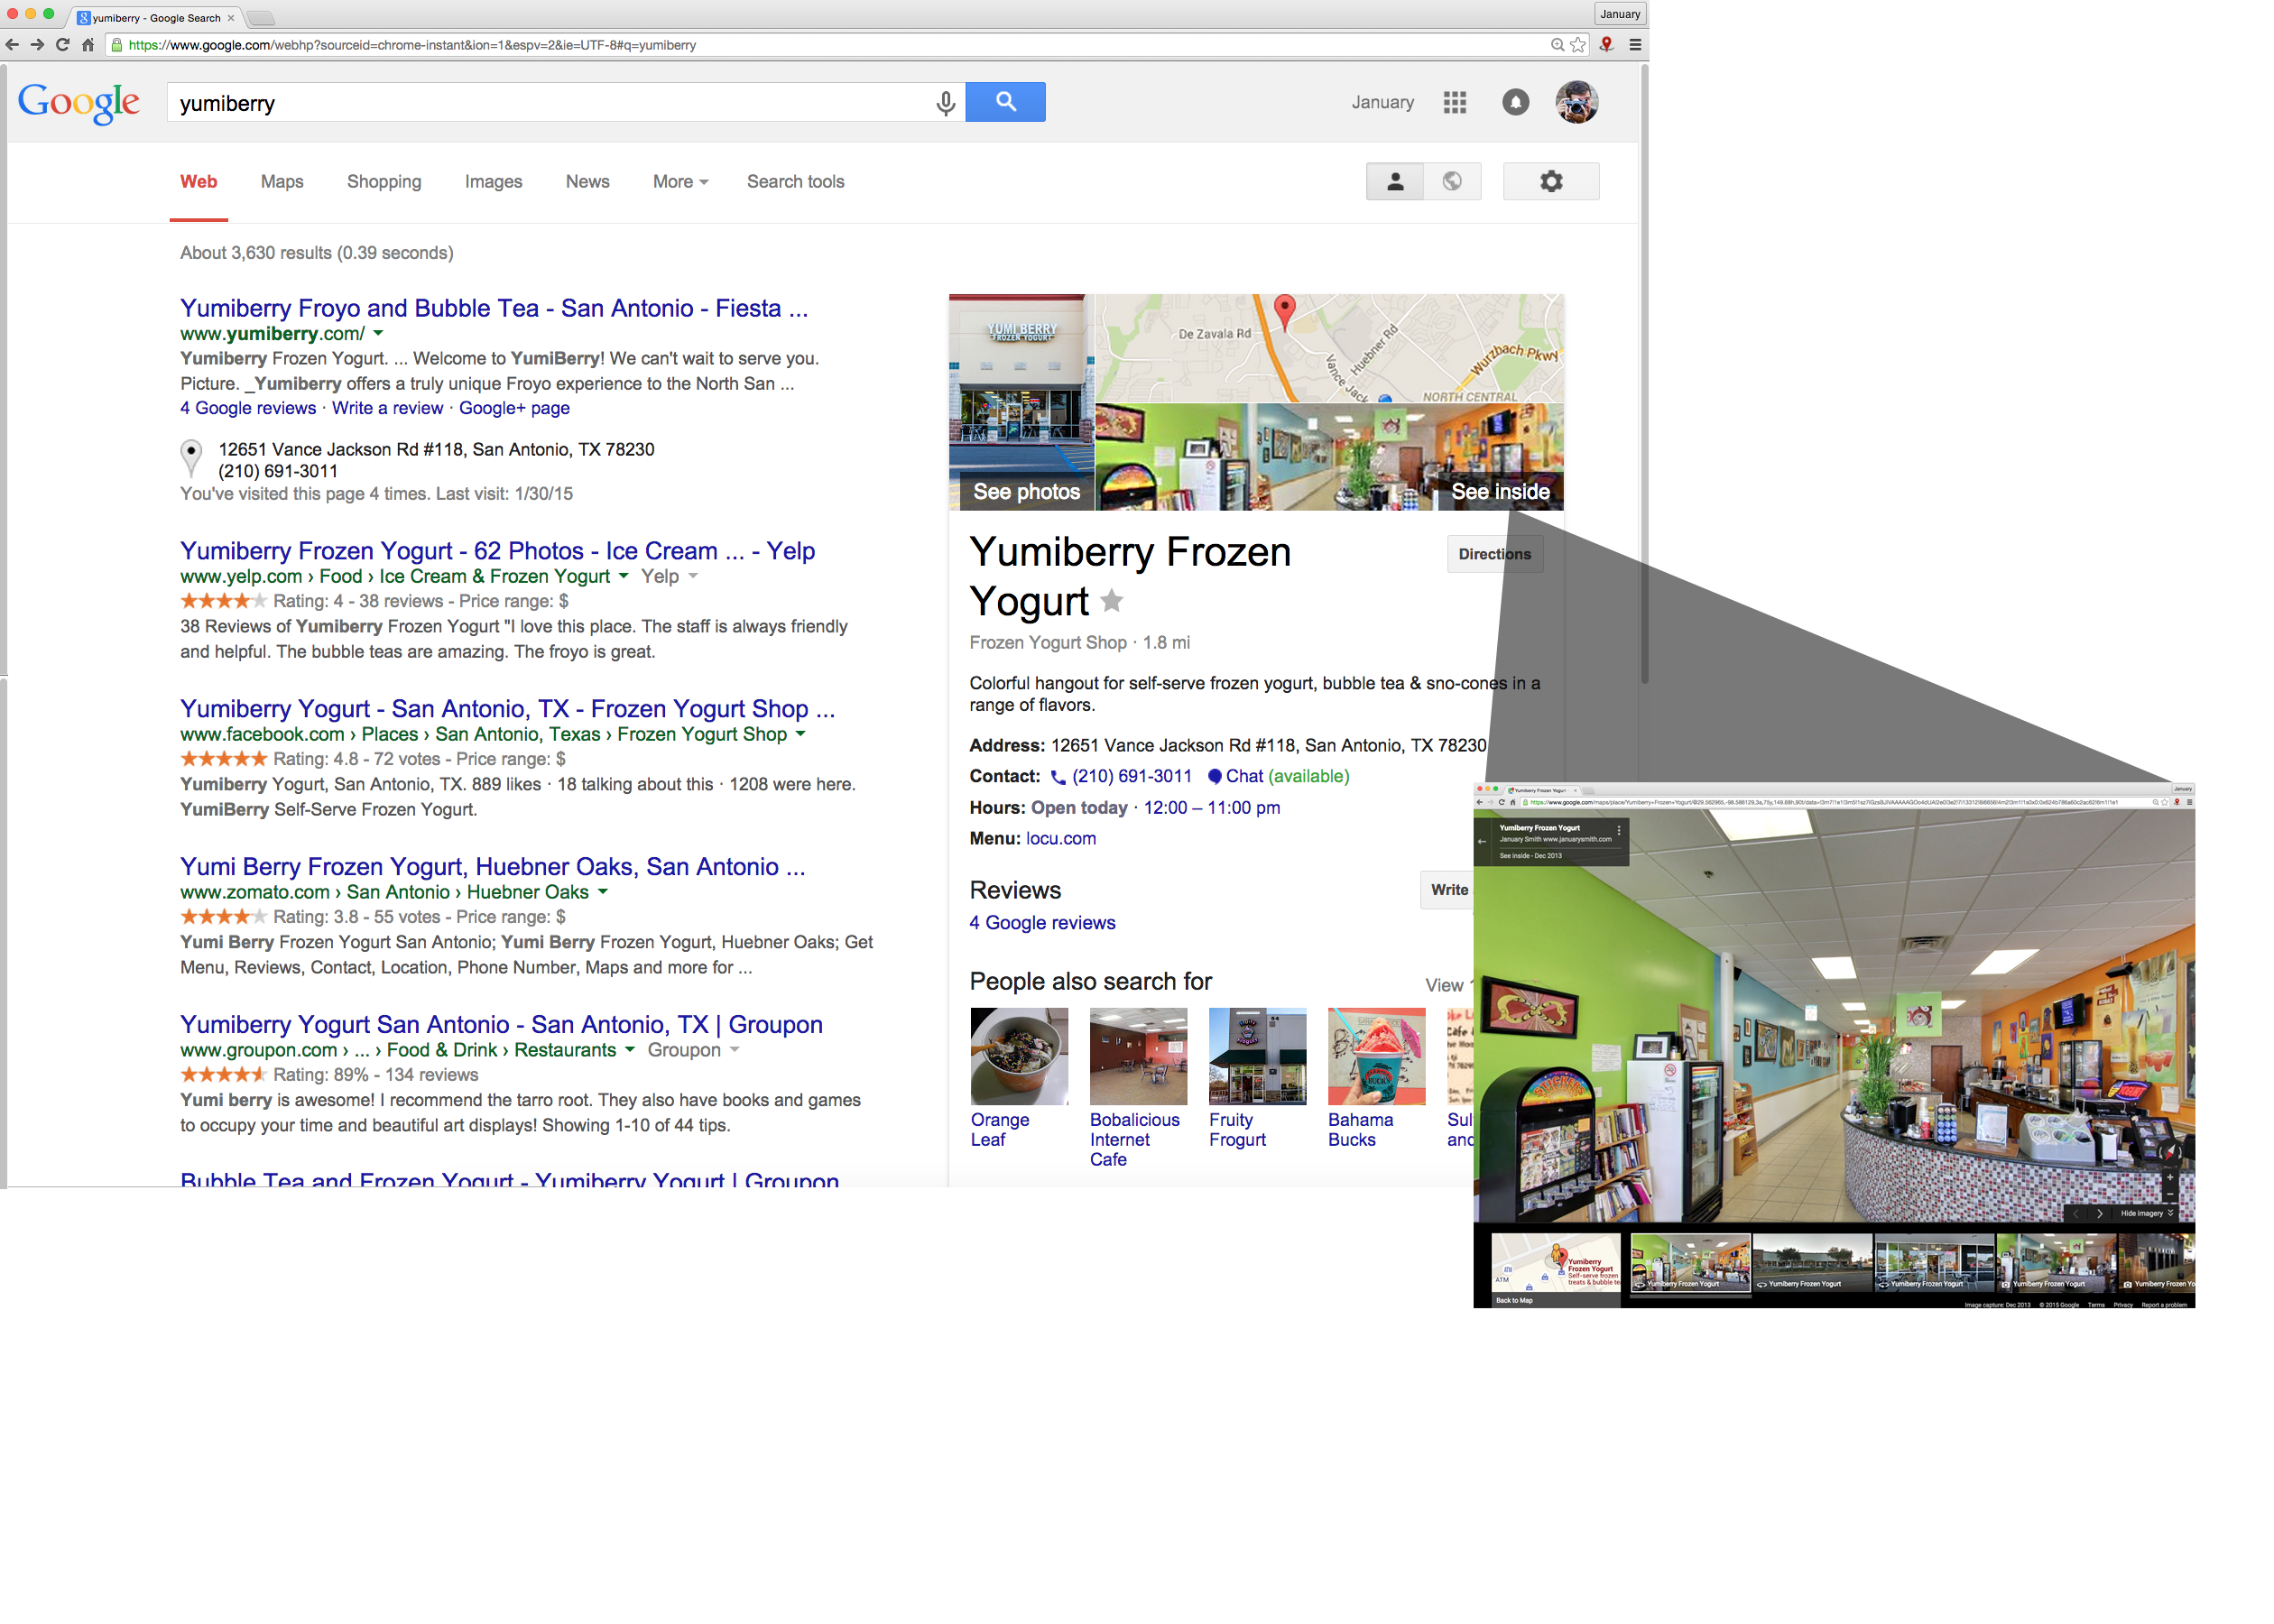 yumiberry - Google Search
January
https://www.google.com/webhp?sourceid=chrome-instant&ion=1&espv=2&ie=UTF-8#q=yumiberry
Google
yumiberry
January
Web
Maps
Shopping
Images
News
More
Search tools
About 3,630 results (0.39 seconds)
Yumiberry Froyo and Bubble Tea - San Antonio - Fiesta ...
www.yumiberry.com/
Yumiberry Frozen Yogurt. ... Welcome to YumiBerry! We can't wait to serve you.
Picture. _Yumiberry offers a truly unique Froyo experience to the North San ...
4 Google reviews · Write a review · Google+ page
12651 Vance Jackson Rd #118, San Antonio, TX 78230
(210) 691-3011
You've visited this page 4 times. Last visit: 1/30/15
Yumiberry Frozen Yogurt - 62 Photos - Ice Cream ... - Yelp
www.yelp.com › Food › Ice Cream & Frozen Yogurt Yelp
Rating: 4 - 38 reviews - Price range: $
38 Reviews of Yumiberry Frozen Yogurt "I love this place. The staff is always friendly
and helpful. The bubble teas are amazing. The froyo is great.
Yumiberry Yogurt - San Antonio, TX - Frozen Yogurt Shop ...
www.facebook.com › Places › San Antonio, Texas › Frozen Yogurt Shop
Rating: 4.8 - 72 votes - Price range: $
Yumiberry Yogurt, San Antonio, TX. 889 likes · 18 talking about this · 1208 were here.
YumiBerry Self-Serve Frozen Yogurt.
Yumi Berry Frozen Yogurt, Huebner Oaks, San Antonio ...
www.zomato.com › San Antonio › Huebner Oaks
Rating: 3.8 - 55 votes - Price range: $
Yumi Berry Frozen Yogurt San Antonio; Yumi Berry Frozen Yogurt, Huebner Oaks; Get
Menu, Reviews, Contact, Location, Phone Number, Maps and more for ...
Yumiberry Yogurt San Antonio - San Antonio, TX | Groupon
www.groupon.com › ... › Food & Drink › Restaurants Groupon
Rating: 89% - 134 reviews
Yumi berry is awesome! I recommend the tarro root. They also have books and games
to occupy your time and beautiful art displays! Showing 1-10 of 44 tips.
Bubble Tea and Frozen Yogurt - Yumiberry Yogurt | Groupon
YUMI BERRY
FROZEN YOGURT
De Zavala Rd
Huebner Rd
Vance Jack
Wurzbach Pkwy
NORTH CENTRAL
See photos
See inside
Yumiberry Frozen
Yogurt
Directions
Frozen Yogurt Shop · 1.8 mi
Colorful hangout for self-serve frozen yogurt, bubble tea & sno-cones in a
range of flavors.
Address: 12651 Vance Jackson Rd #118, San Antonio, TX 78230
Contact: (210) 691-3011 Chat (available)
Hours: Open today · 12:00 – 11:00 pm
Menu: locu.com
Reviews
Write
4 Google reviews
People also search for
View
Orange
Leaf
Bobalicious
Internet
Cafe
Fruity
Frogurt
Bahama
Bucks
Sul
and
Yumiberry Frozen Yogurt
January
Yumiberry Frozen Yogurt
January Smith www.januarysmith.com
See inside - Dec 2013
STICKERS
Hide imagery
ATM
Yumiberry
Frozen Yogurt
Self-serve frozen
treats & bubble te
Back to Map
Yumiberry Frozen Yogurt
Yumiberry Frozen Yogurt
Yumiberry Frozen Yogurt
Yumiberry Frozen Yogurt
Yumiberry Frozen Yo
Image capture: Dec 2013 © 2015 Google Terms Privacy Report a problem